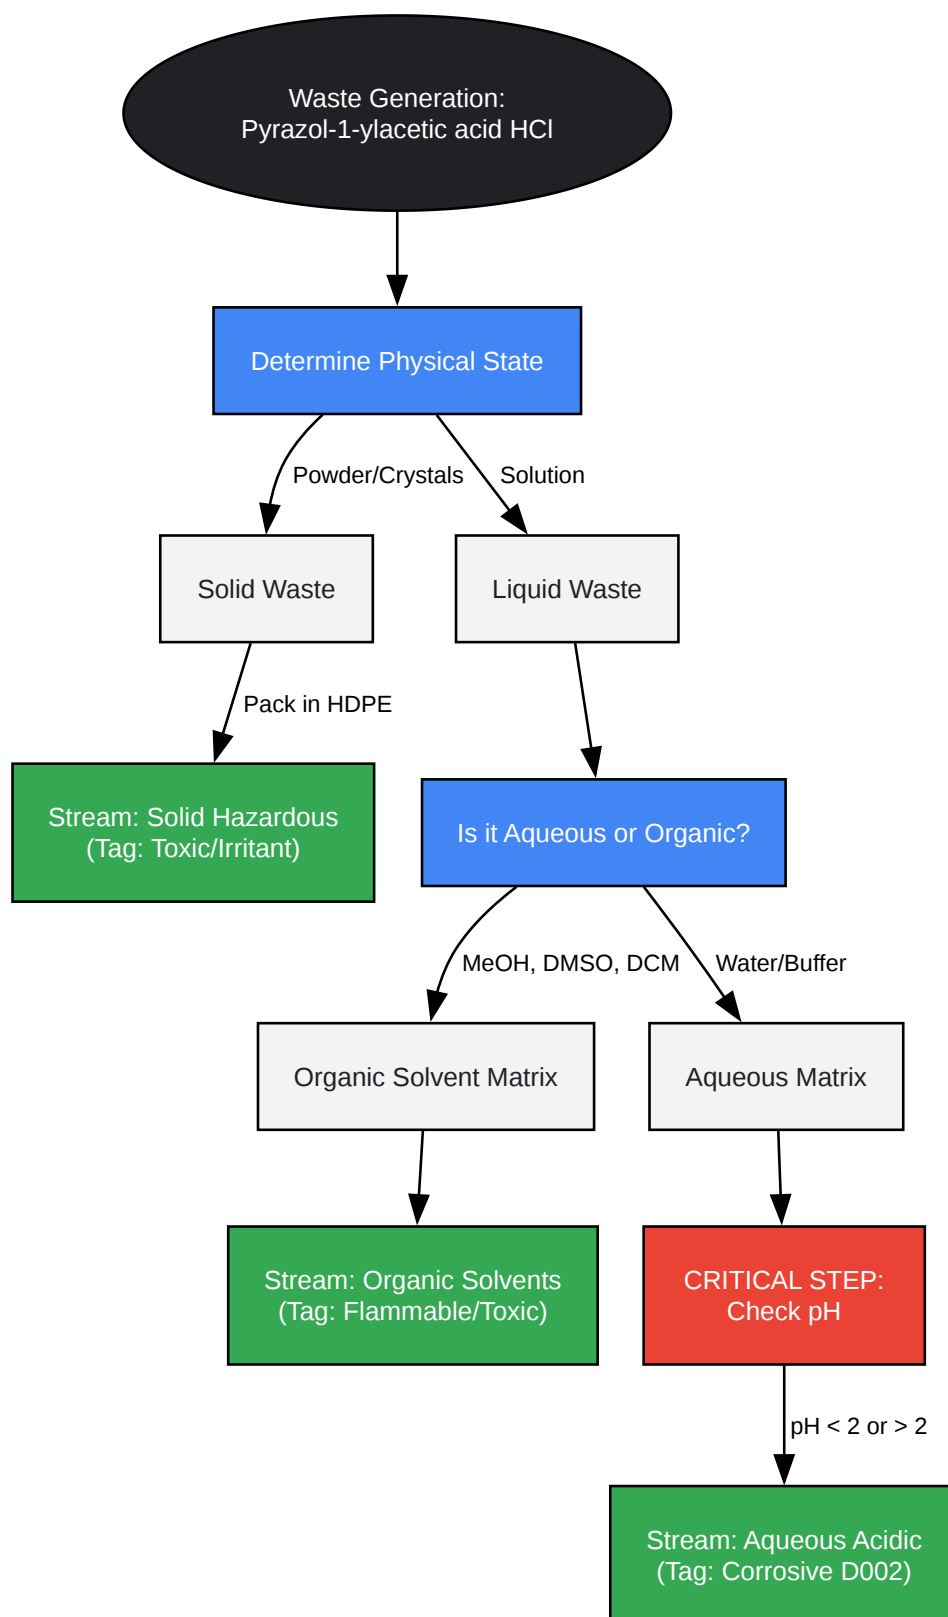 Waste Generation:
Pyrazol-1-ylacetic acid HCl
Determine Physical State
Powder/Crystals
Solution
Solid Waste
Liquid Waste
Pack in HDPE
Stream: Solid Hazardous
(Tag: Toxic/Irritant)
Is it Aqueous or Organic?
MeOH, DMSO, DCM
Water/Buffer
Organic Solvent Matrix
Aqueous Matrix
Stream: Organic Solvents
(Tag: Flammable/Toxic)
CRITICAL STEP:
Check pH
pH < 2 or > 2
Stream: Aqueous Acidic
(Tag: Corrosive D002)